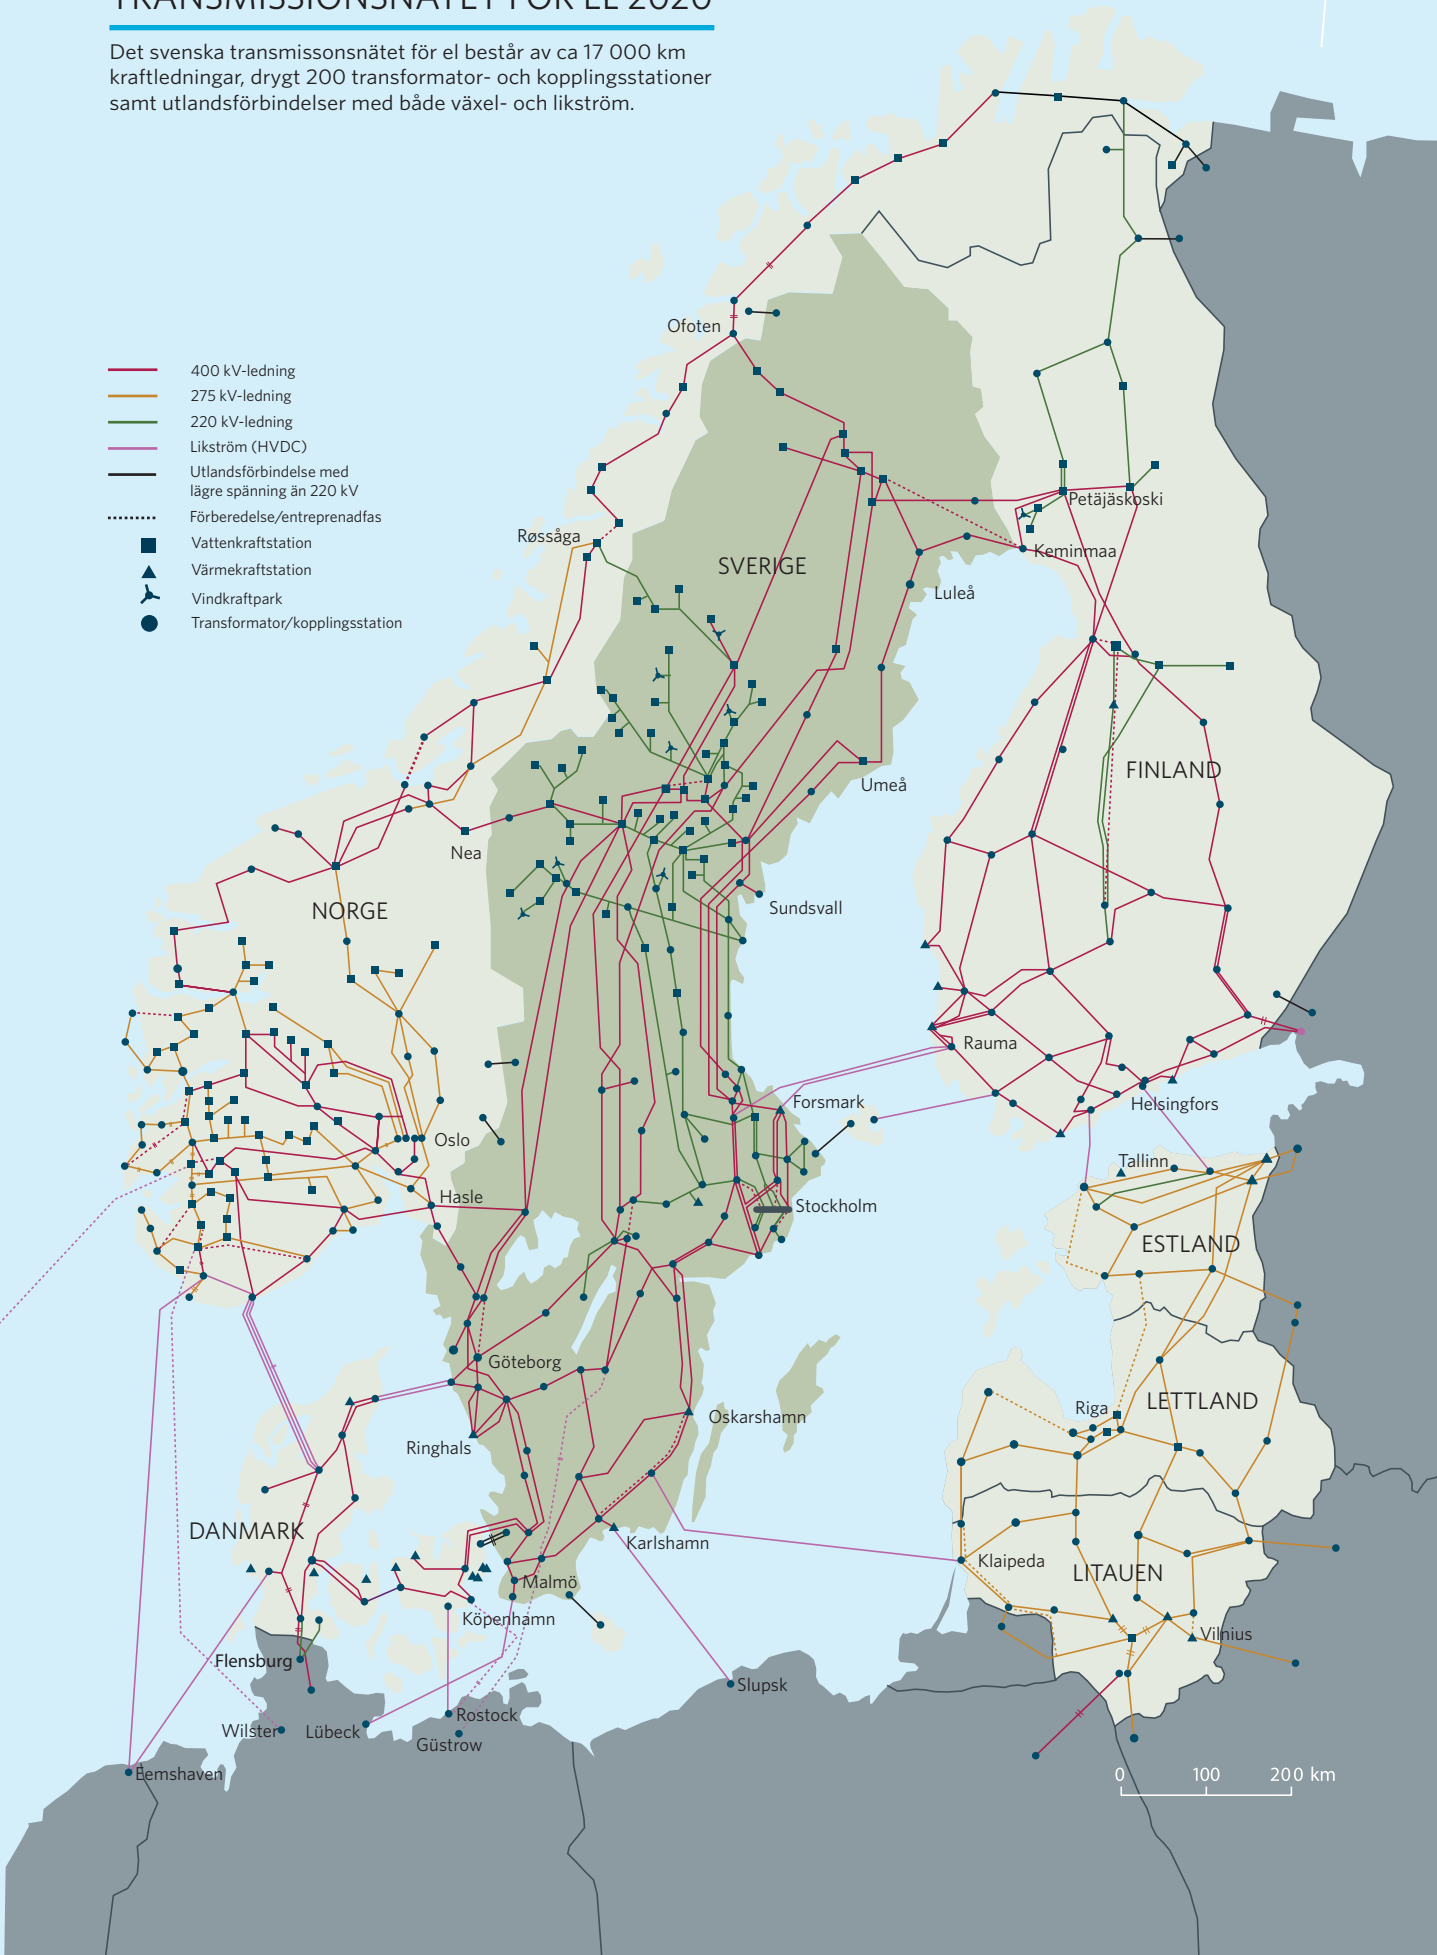 TRANSMISSIONSNÄTET FÖR EL 2020
Det svenska transmissonsnätet för el består av ca 17 000 km
kraftledningar, drygt 200 transformator- och kopplingsstationer
samt utlandsförbindelser med både växel- och likström.
Ofoten
400 kV-ledning
275 kV-ledning
220 kV-ledning
Likström (HVDC)
Utlandsförbindelse med
lägre spänning än 220 kV
Förberedelse/entreprenadfas
Vattenkraftstation
Värmekraftstation
Vindkraftpark
Transformator/kopplingsstation
Petäjäskoski
Røssåga
Keminmaa
SVERIGE
Luleå
FINLAND
Umeå
Nea
NORGE
Sundsvall
Rauma
Forsmark
Helsingfors
Oslo
Tallinn
Hasle
Stockholm
ESTLAND
Göteborg
LETTLAND
Riga
Oskarshamn
Ringhals
DANMARK
Karlshamn
Klaipeda
LITAUEN
Malmö
Köpenhamn
Vilnius
Flensburg
Slupsk
Rostock
Wilster
Lübeck
Güstrow
Eemshaven
0 100 200 km